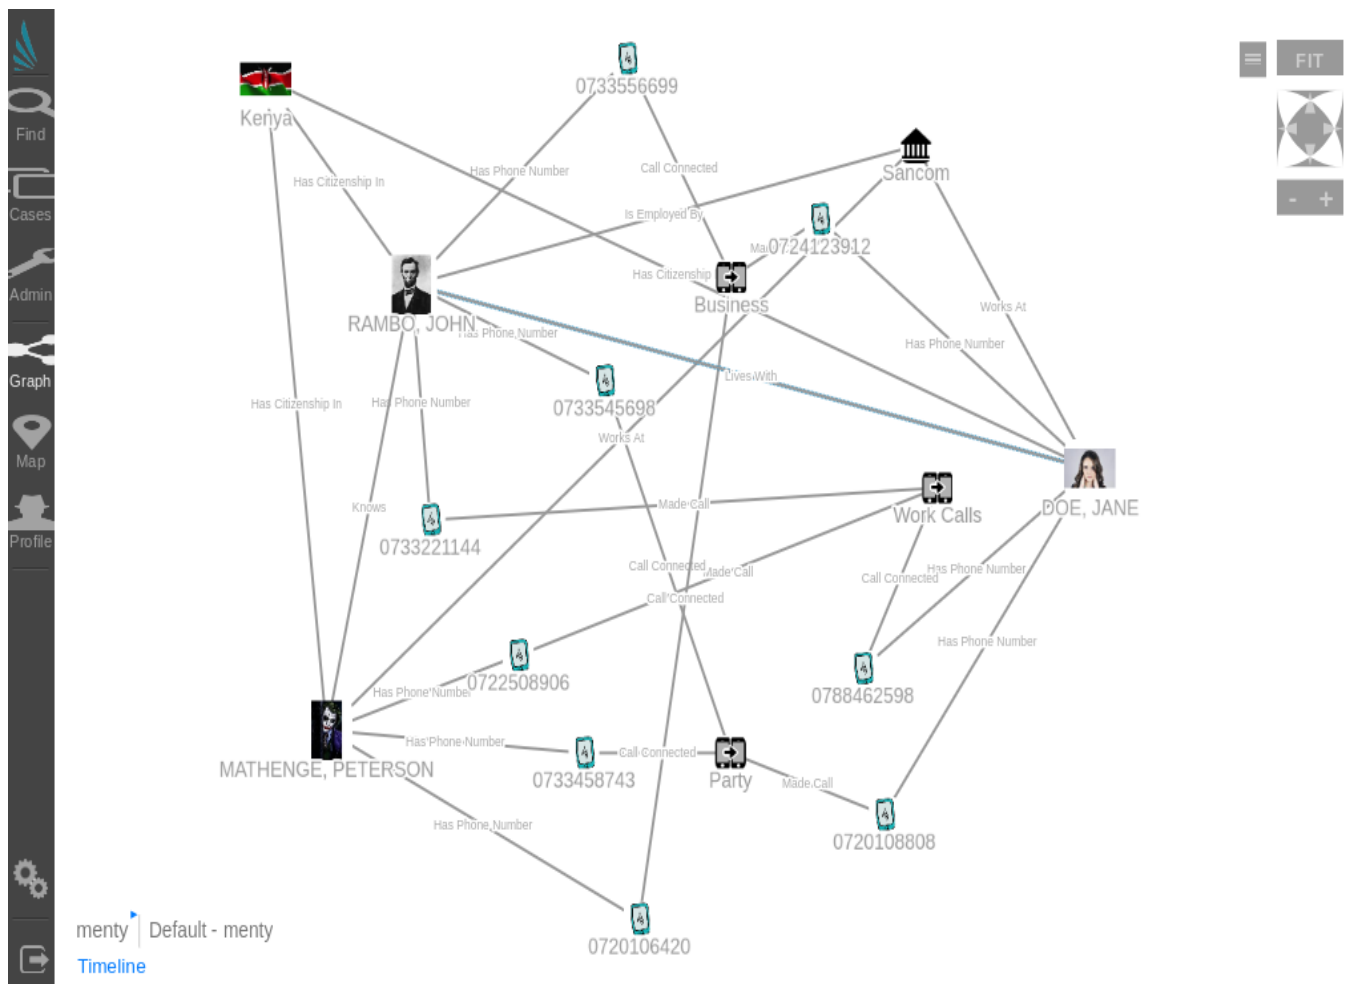 Find
Cases
Admin
Graph
Map
Profile
FIT
- +
0733556699
Kenya
Sancom
Has Phone Number
Call Connected
Has Citizenship In
Is Employed By
0724123912
Has Citizenship
Business
Works At
RAMBO, JOHN
Has Phone Number
Has Phone Number
Lives With
0733545698
Has Citizenship In
Has Phone Number
Works At
Knows
Made Call
Work Calls
DOE, JANE
0733221144
Call Connected
Made Call
Call Connected
Has Phone Number
Call Connected
Has Phone Number
0722508906
Has Phone Number
0788462598
Has Phone Number
Call Connected
MATHENGE, PETERSON
0733458743
Party
Made Call
Has Phone Number
0720108808
0720106420
menty
Default - menty
Timeline